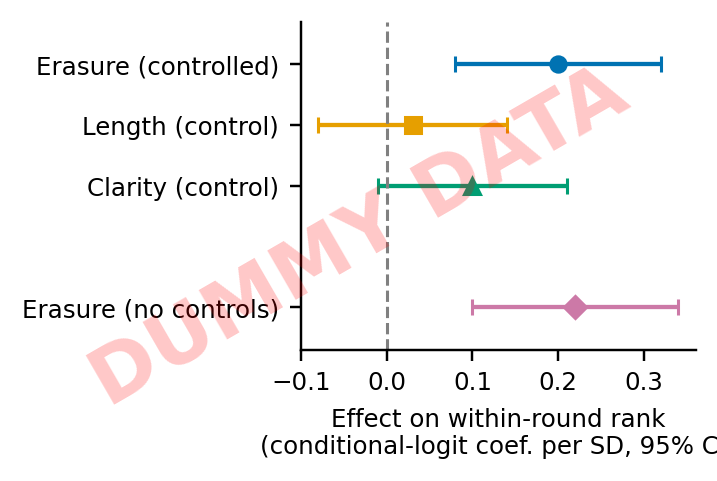 Erasure (controlled)
Length (control)
Clarity (control)
Erasure (no controls)
DUMMY DATA
−0.1 0.0 0.1 0.2 0.3
Effect on within-round rank
(conditional-logit coef. per SD, 95% C